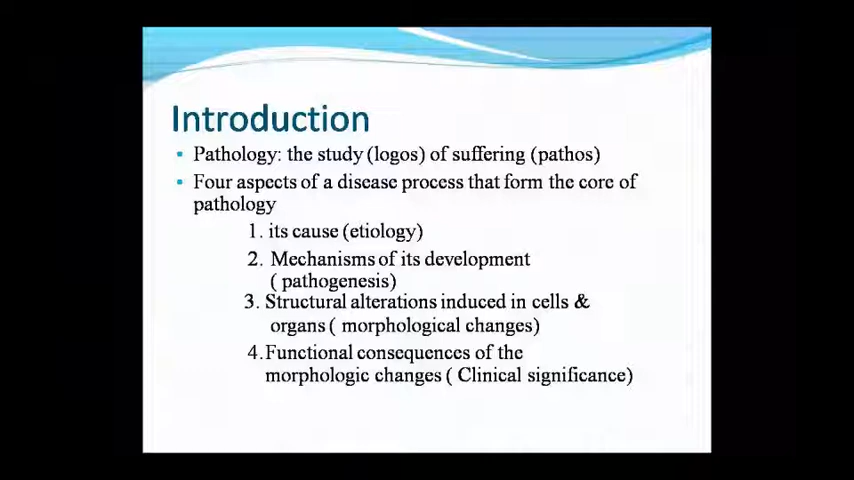 Introduction
• Pathology: the study (logos) of suffering (pathos)
• Four aspects of a disease process that form the core of
pathology
1. its cause (etiology)
2. Mechanisms of its development
( pathogenesis)
3. Structural alterations induced in cells &
organs ( morphological changes)
4.Functional consequences of the
morphologic changes ( Clinical significance)